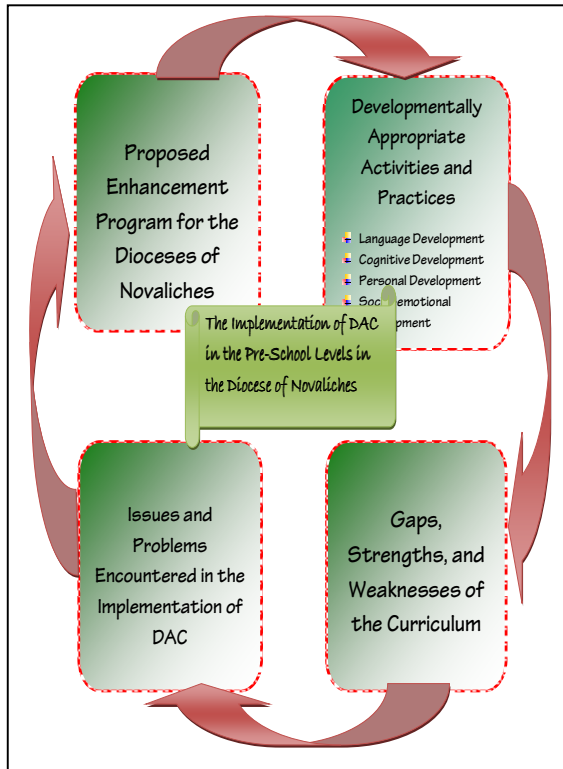 Proposed
Enhancement
Program for the
Dioceses of
Novaliches
Developmentally
Appropriate
Activities and
Practices
Language Development
Cognitive Development
Personal Development
emotional
The Implementation of DAC
in the Pre-School Levels in
the Diocese of Novaliches
Issues and
Problems
Encountered in the
Implementation of
DAC
Gaps,
Strengths, and
Weaknesses of
the Curriculum